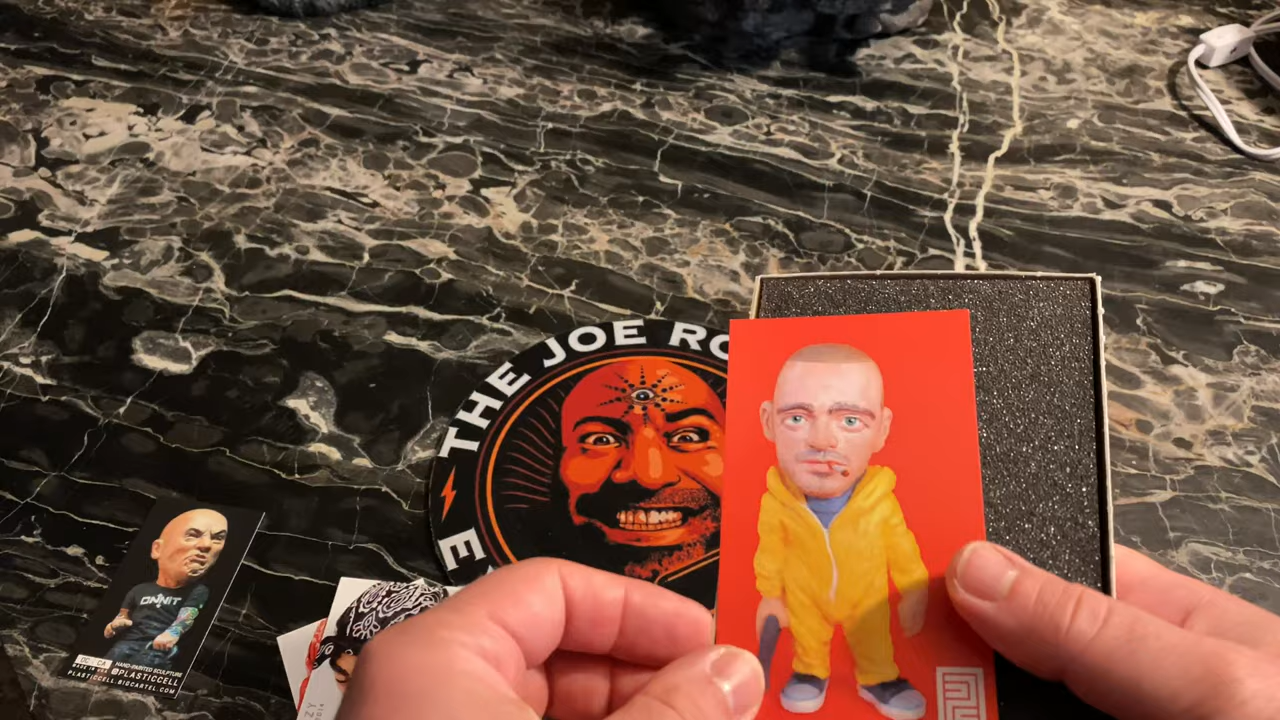 THE JOE RO
E
ONNIT
HAND-PAINTED SCULPTURE
@PLASTICCELL
PLASTICCELL.BIGCARTEL.COM